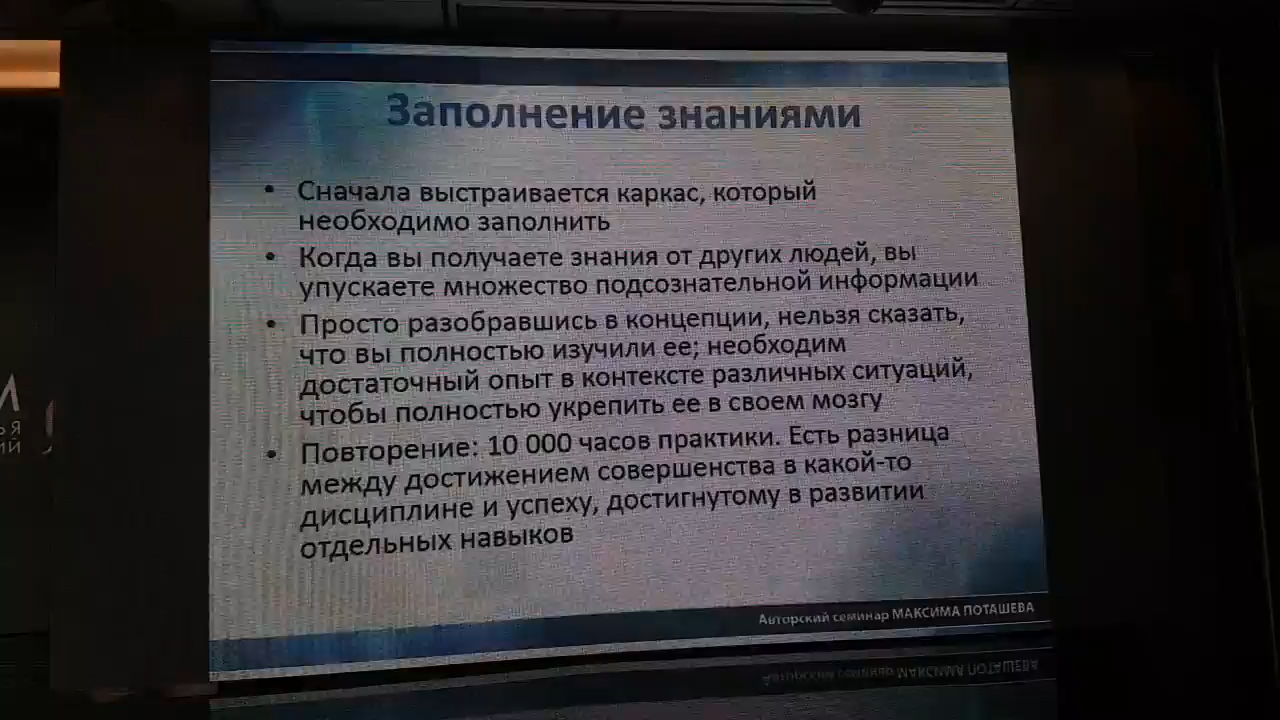 Заполнение знаниями
• Сначала выстраивается каркас, который
необходимо заполнить
• Когда вы получаете знания от других людей, вы
упускаете множество подсознательной информации
• Просто разобравшись в концепции, нельзя сказать,
что вы полностью изучили ее; необходим
достаточный опыт в контексте различных ситуаций,
чтобы полностью укрепить ее в своем мозгу
• Повторение: 10 000 часов практики. Есть разница
между достижением совершенства в какой-то
дисциплине и успеху, достигнутому в развитии
отдельных навыков
Авторский семинар МАКСИМА ПОТАШЕВА